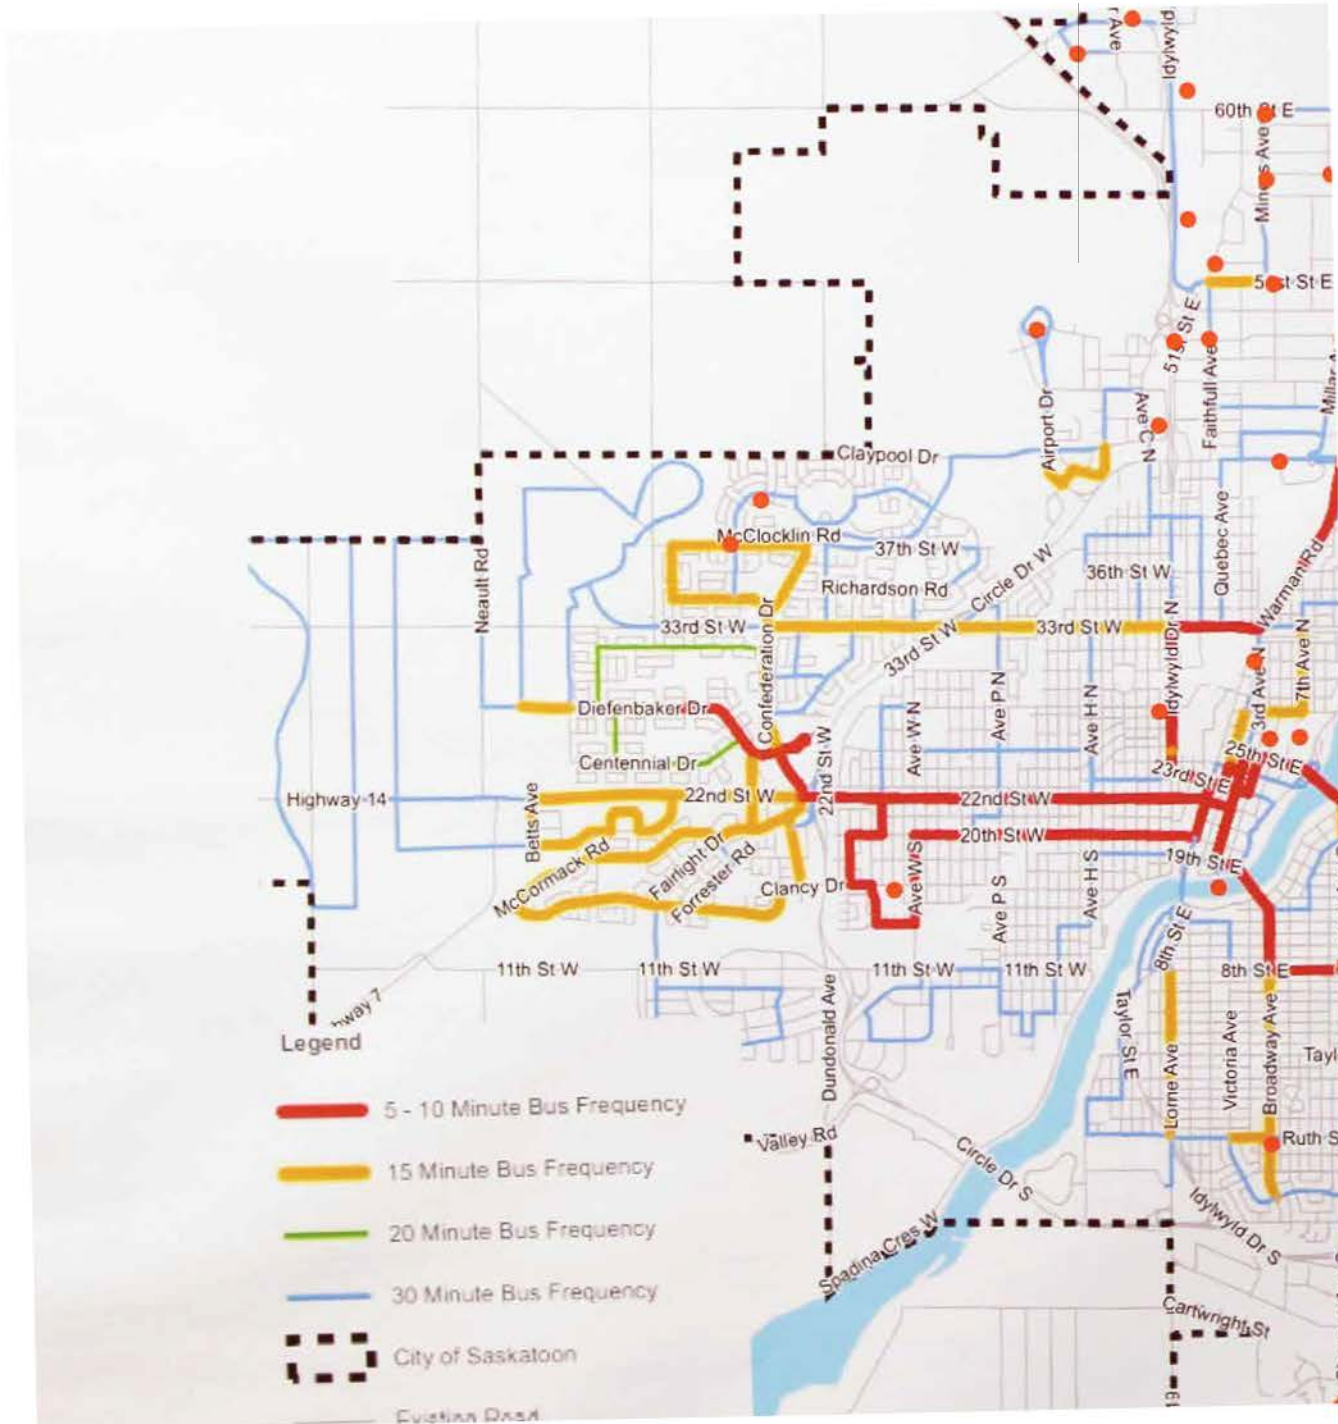 r Ave
Idylwyld
60th St E
Ave
51st St E
51st St E
Faithfull Ave
Airport Dr
Ave C N
Claypool Dr
McClocklin Rd
37th St W
Richardson Rd
Circle Dr W
36th St W
Quebec Ave
Warman Rd
Neault Rd
33rd St W
Confederation Dr
33rd St W
33rd St W
Idylwyld Dr N
3rd Ave N
7th Ave N
Diefenbaker Dr
Centennial Dr
22nd St W
Ave W N
Ave P N
Ave H N
23rd St E
25th St E
Highway 14
Betts Ave
22nd St W
22nd St W
20th St W
19th St E
McCormack Rd
Fairlight Dr
Forrester Rd
Clancy Dr
Ave W S
Ave P S
Ave H S
8th St E
8th St E
11th St W
11th St W
11th St W
11th St W
hway 7
Dundonald Ave
Taylor St E
Lorne Ave
Victoria Ave
Broadway Ave
Tayl
Valley Rd
Circle Dr S
Ruth S
Idylwyld Dr S
Spadina Cres W
Cartwright St
Legend
5 - 10 Minute Bus Frequency
15 Minute Bus Frequency
20 Minute Bus Frequency
30 Minute Bus Frequency
City of Saskatoon
Existing Road